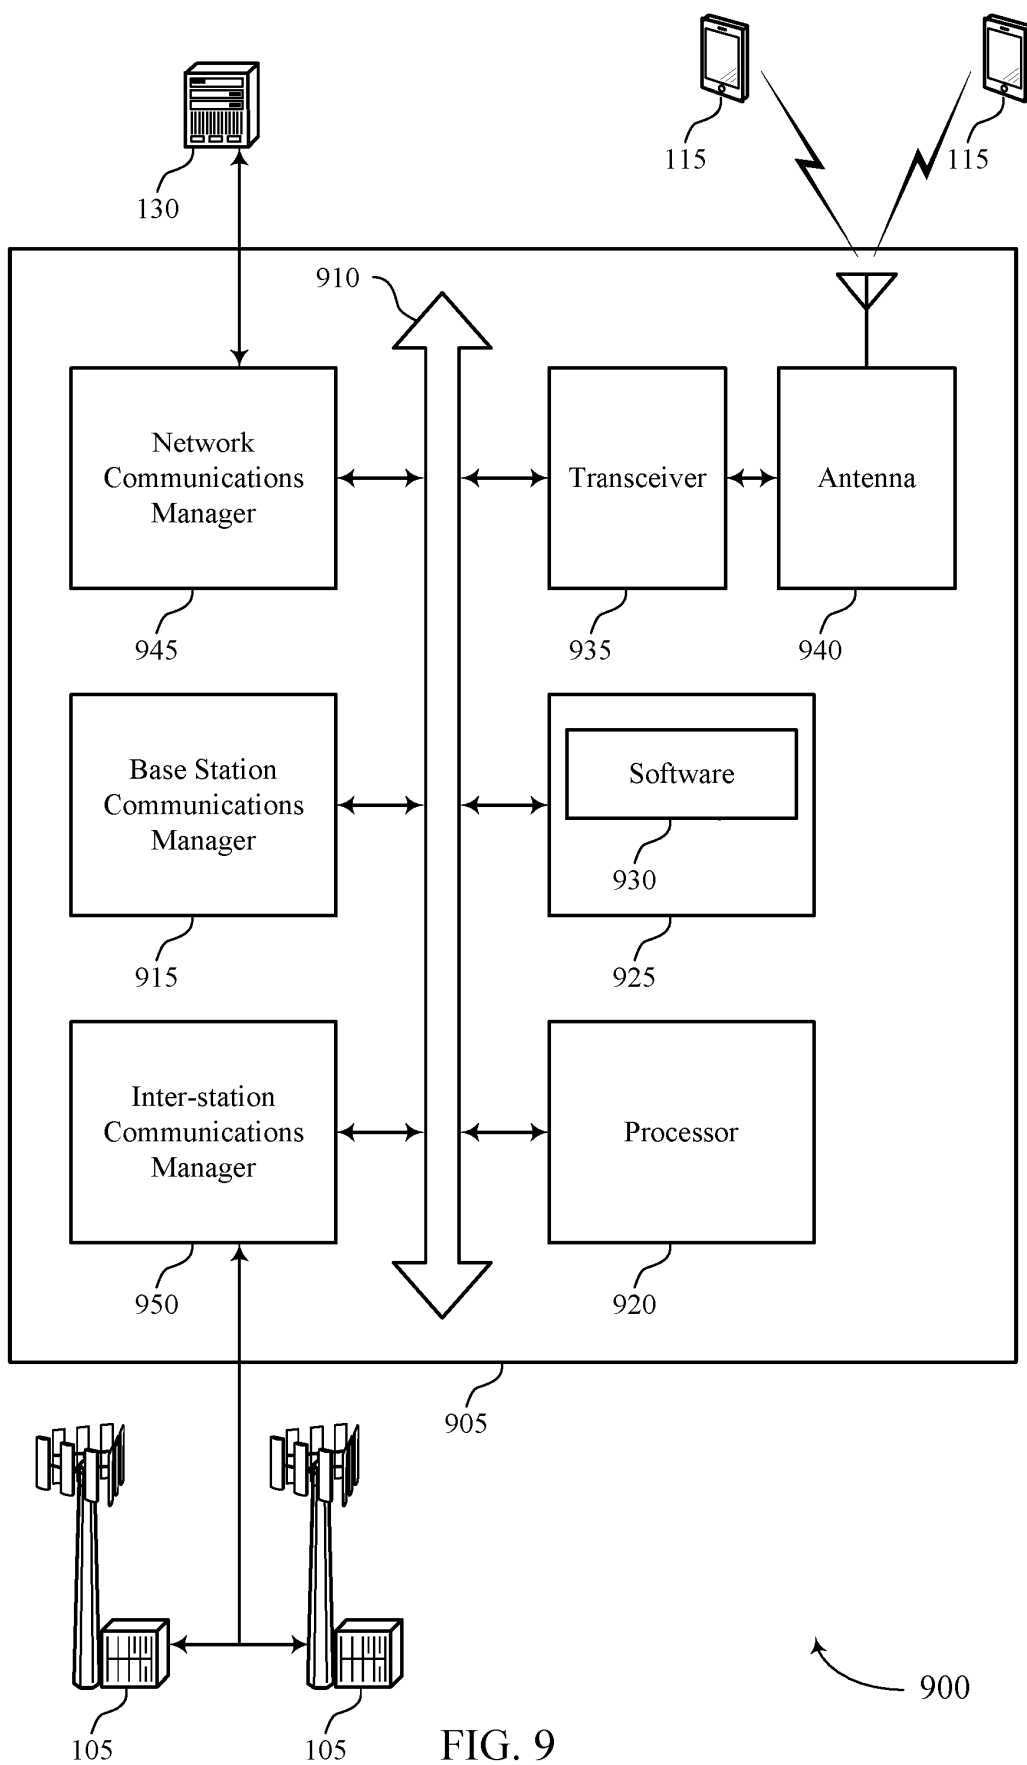 115
115
130
910
Network
Communications
Manager
Transceiver
Antenna
945
935
940
Base Station
Communications
Manager
Software
930
915
925
Inter-station
Communications
Manager
Processor
950
920
905
900
105
105
FIG. 9